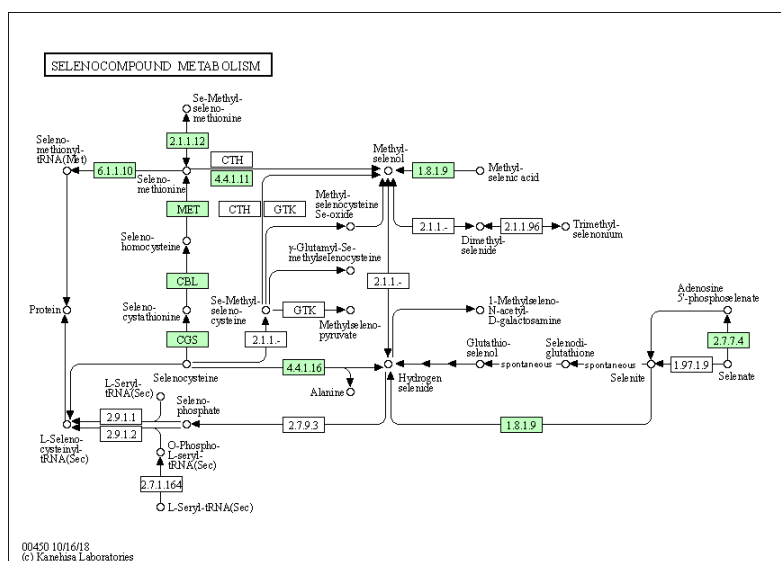 SELENOCOMPOUND METABOLISM
Se-Methyl-
seleno-
methionine
2.1.1.12
Seleno-
methionyl-
tRNA(Met)
6.1.1.10
Seleno-
methionine
CTH
4.4.1.11
Methyl-
selenol
1.8.1.9
Methyl-
selenic acid
MET
CTH
GTK
Methyl-
selenocysteine
Se-oxide
2.1.1.-
Dimethyl-
selenide
2.1.1.96
Trimethyl-
selenonium
Seleno-
homocysteine
γ-Glutamyl-Se-
methylselenocysteine
CBL
2.1.1.-
Protein
Seleno-
cystathionine
Se-Methyl-
seleno-
cysteine
GTK
Methylseleno-
pyruvate
1-Methylseleno-
N-acetyl-
D-galactosamine
Adenosine
5'-phosphoselenate
CGS
2.1.1.-
2.7.7.4
Selenocysteine
4.4.1.16
Alanine
Hydrogen
selenide
Glutathio-
selenol
spontaneous
Selenodi-
glutathione
spontaneous
Selenite
1.97.1.9
Selenate
L-Seryl-
tRNA(Sec)
Seleno-
phosphate
2.9.1.1
2.9.1.2
L-Seleno-
cysteinyl-
tRNA(Sec)
2.7.9.3
1.8.1.9
O-Phospho-
L-seryl-
tRNA(Sec)
2.7.1.164
L-Seryl-tRNA(Sec)
00450 10/16/18
(c) Kanehisa Laboratories